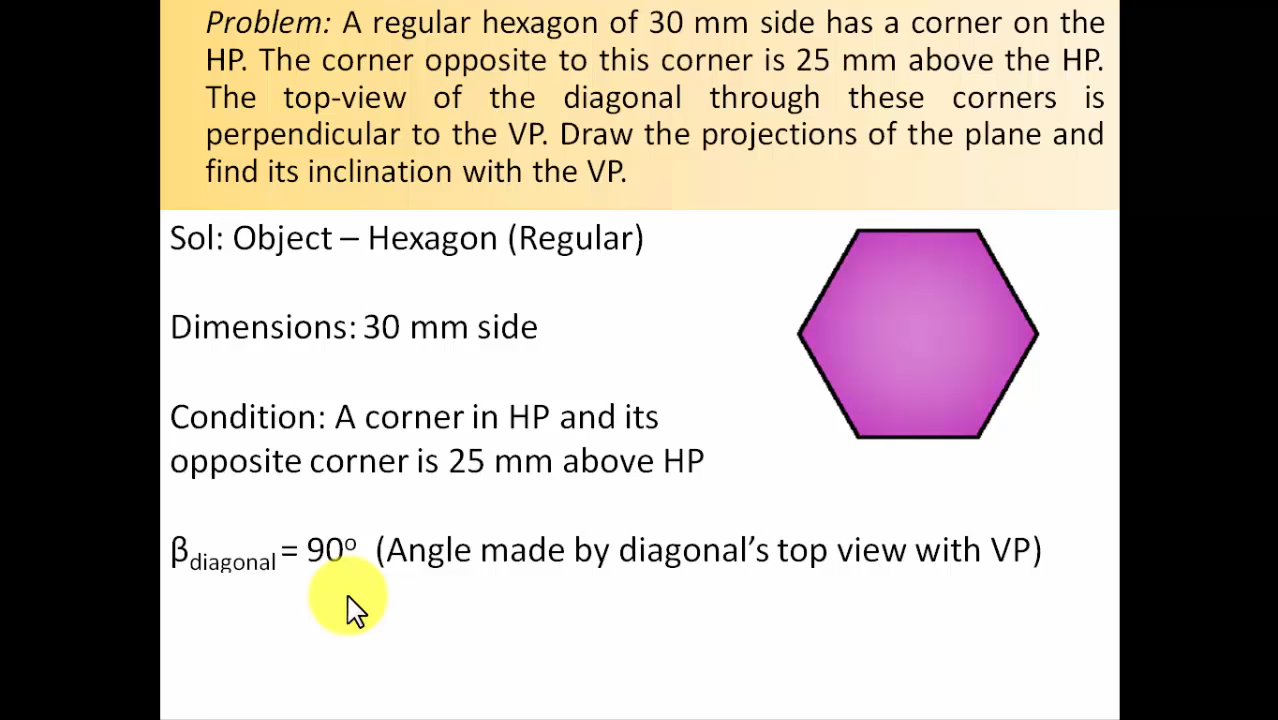 Problem: A regular hexagon of 30 mm side has a corner on the
HP. The corner opposite to this corner is 25 mm above the HP.
The top-view of the diagonal through these corners is
perpendicular to the VP. Draw the projections of the plane and
find its inclination with the VP.
Sol: Object – Hexagon (Regular)
Dimensions: 30 mm side
Condition: A corner in HP and its
opposite corner is 25 mm above HP
βdiagonal = 90º (Angle made by diagonal's top view with VP)